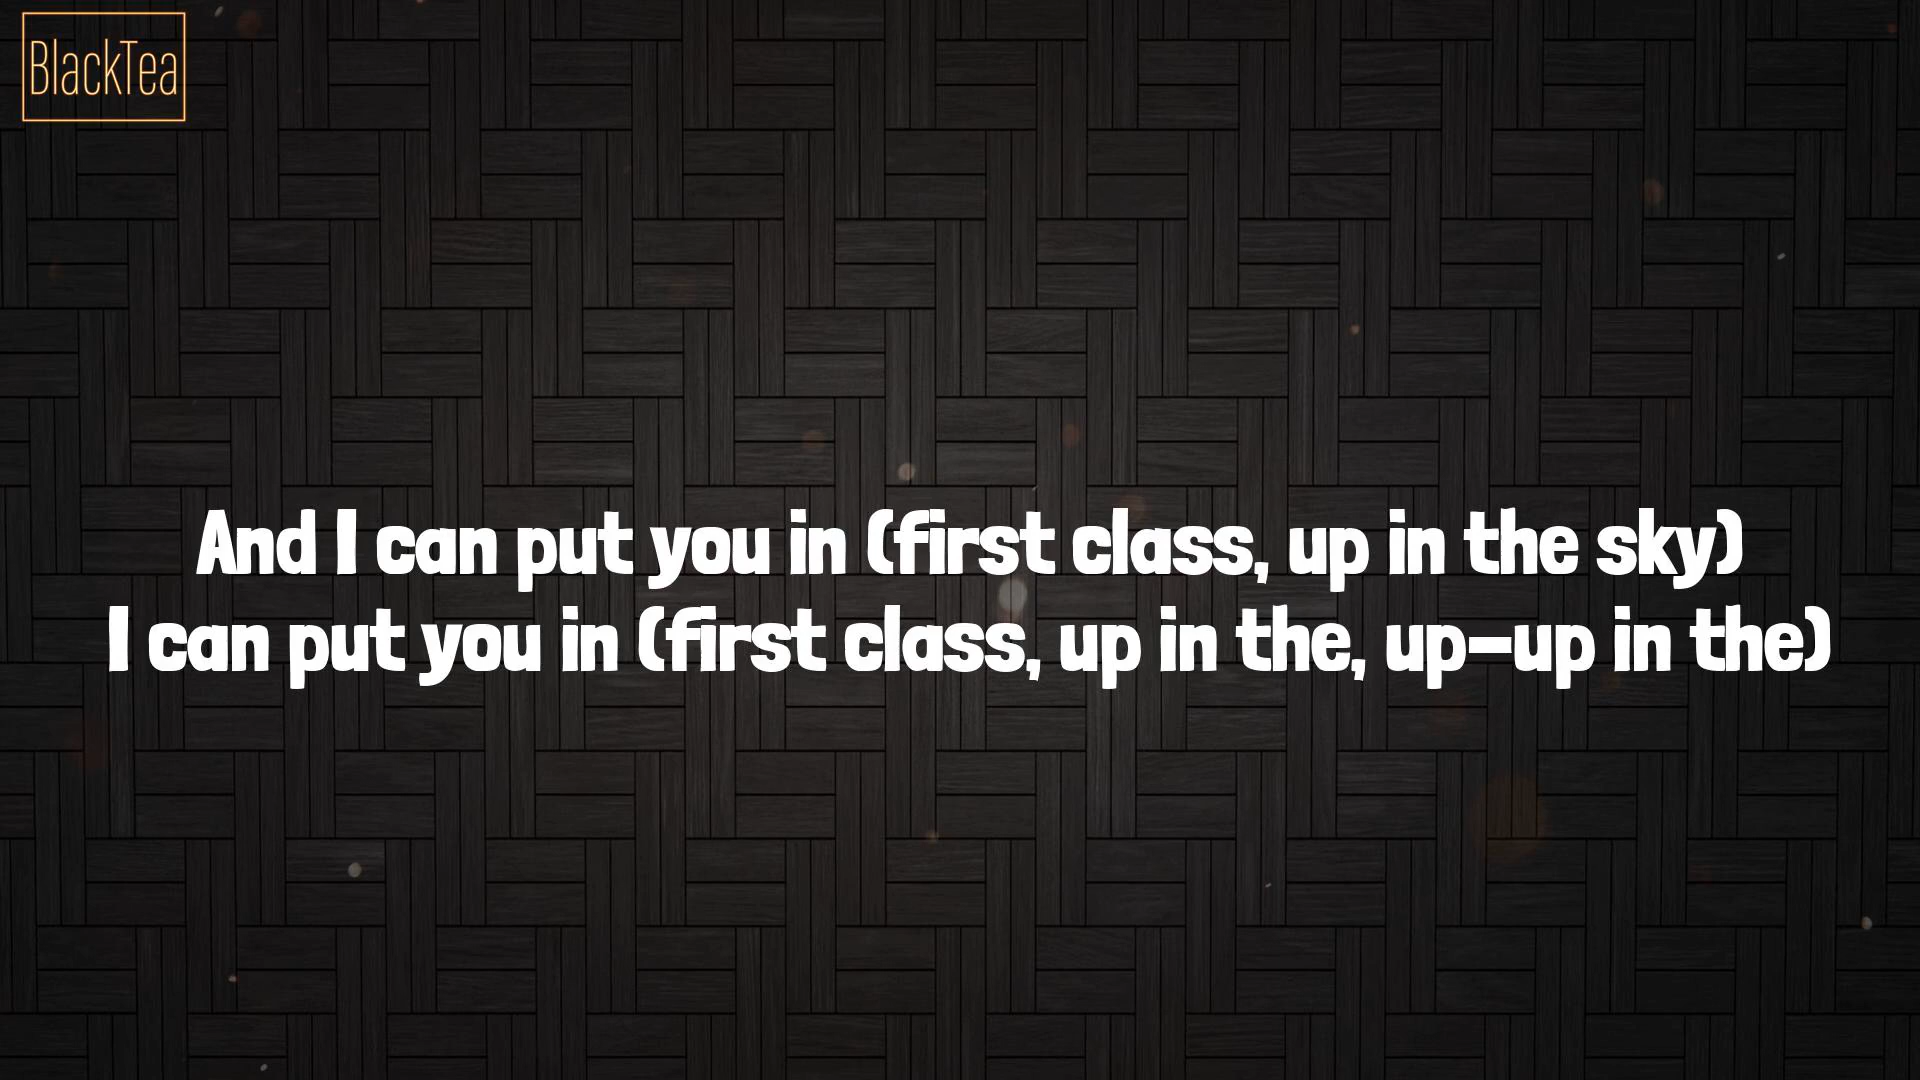 BlackTea
And I can put you in (first class, up in the sky)
I can put you in (first class, up in the, up-up in the)